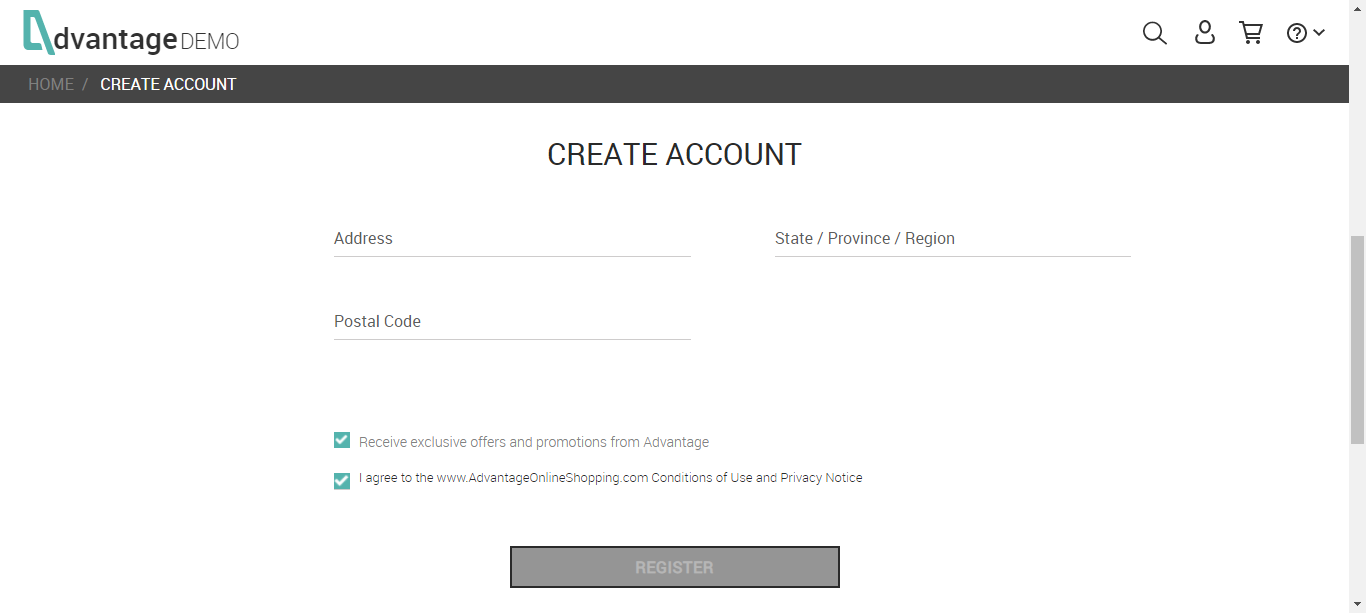 Advantage DEMO
HOME / CREATE ACCOUNT
CREATE ACCOUNT
Address
State / Province / Region
Postal Code
Receive exclusive offers and promotions from Advantage
I agree to the www.AdvantageOnlineShopping.com Conditions of Use and Privacy Notice
REGISTER